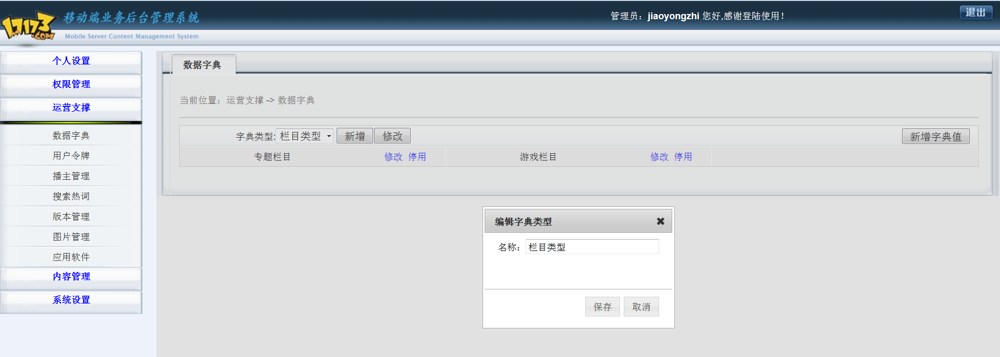 17173.COM
移动端业务后台管理系统
Mobile Server Content Management System
管理员：jiaoyongzhi 您好,感谢登陆使用！
退出
个人设置
权限管理
运营支撑
数据字典
用户令牌
播主管理
搜索热词
版本管理
图片管理
应用软件
内容管理
系统设置
数据字典
当前位置：运营支撑 -> 数据字典
字典类型: 栏目类型 新增 修改 新增字典值
专题栏目 修改 停用 游戏栏目 修改 停用
编辑字典类型
名称：栏目类型
保存 取消